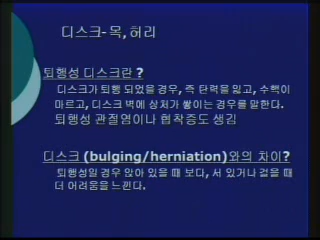 디스크- 목, 허리
퇴행성 디스크란 ?
디스크가 퇴행 되었을 경우, 즉 탄력을 잃고, 수핵이
마르고, 디스크 벽에 상처가 쌓이는 경우를 말한다.
퇴행성 관절염이나 협착증도 생김
디스크 (bulging/herniation)와의 차이?
퇴행성일 경우 앉아 있을 때 보다, 서 있거나 걸을 때
더 어려움을 느낀다.